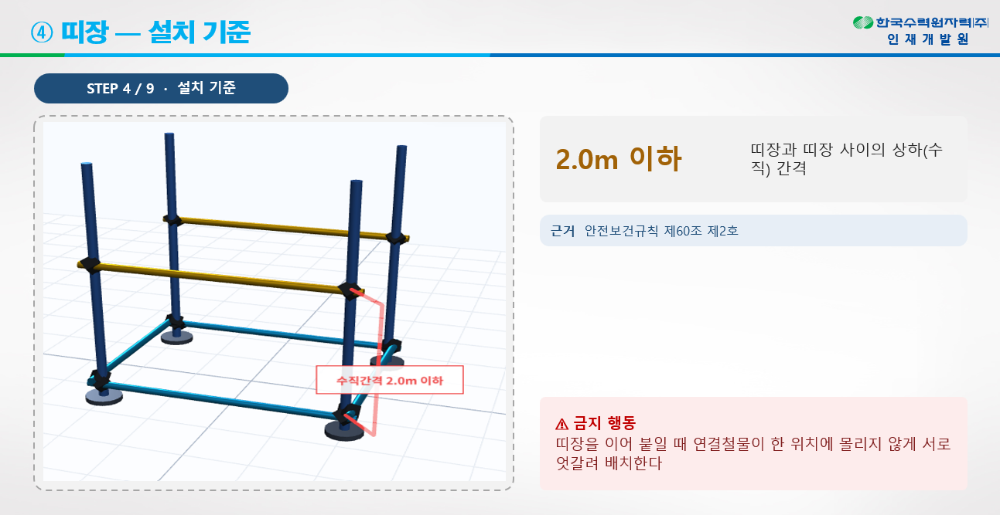 ④ 띠장 — 설치 기준
한국수력원자력㈜
인재개발원
STEP 4 / 9 · 설치 기준
2.0m 이하
띠장과 띠장 사이의 상하(수
직) 간격
근거 안전보건규칙 제60조 제2호
수직간격 2.0m 이하
⚠ 금지 행동
띠장을 이어 붙일 때 연결철물이 한 위치에 몰리지 않게 서로
엇갈려 배치한다